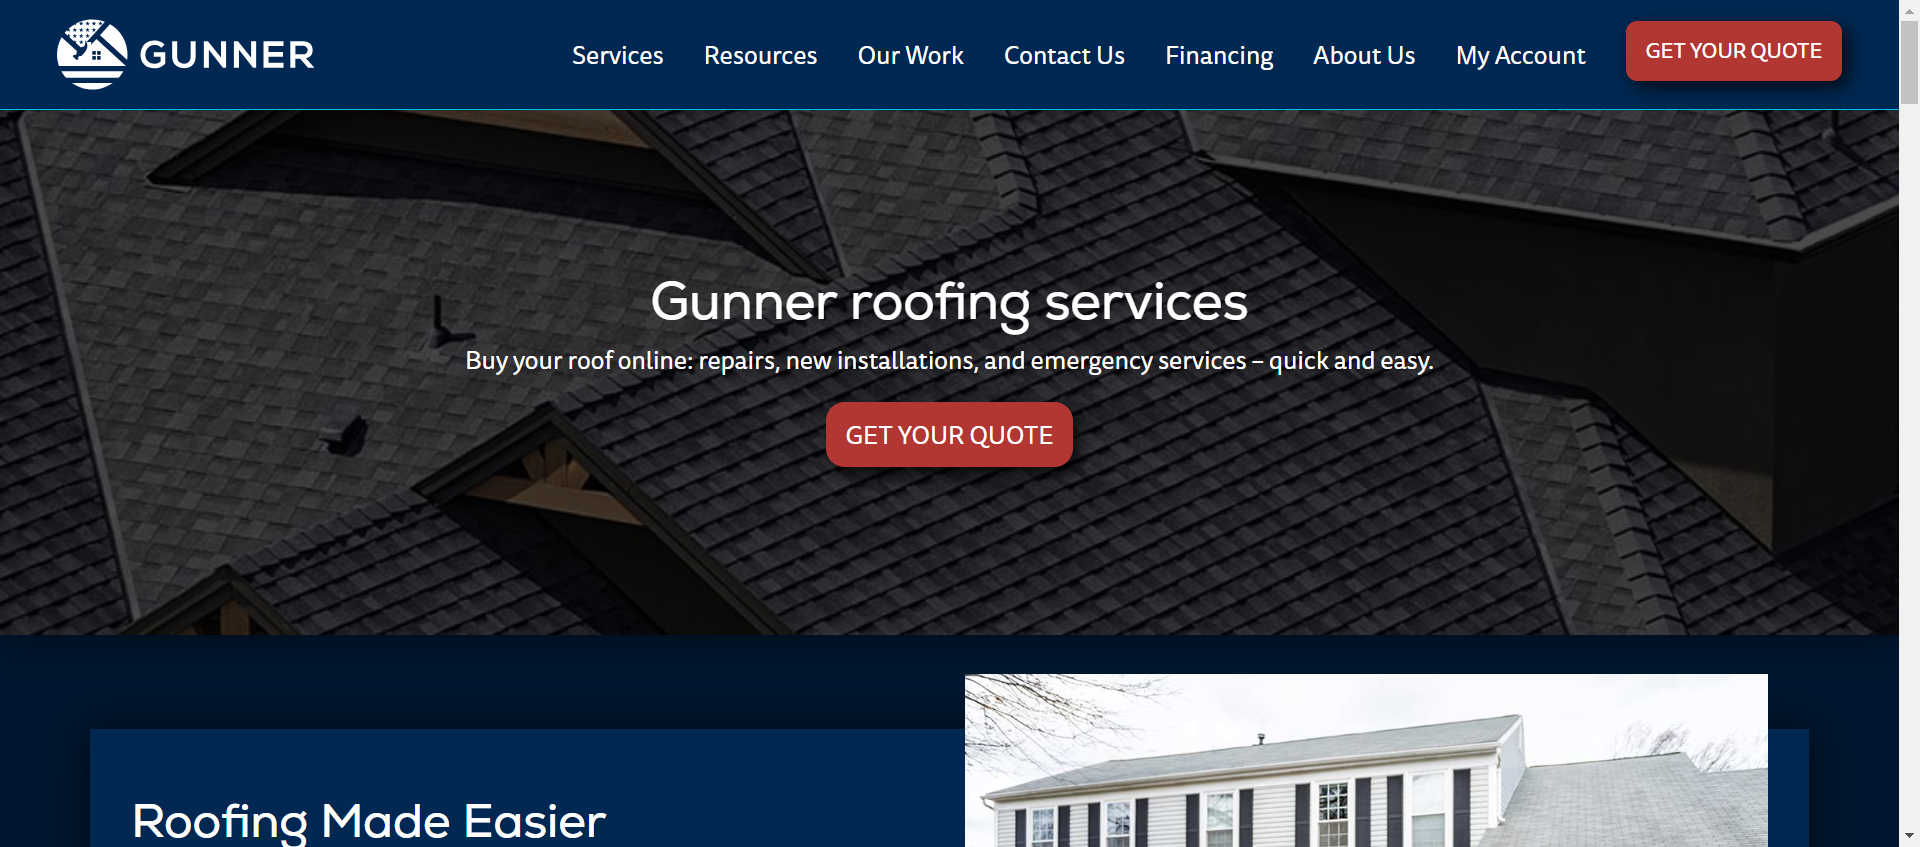 GUNNER
Services
Resources
Our Work
Contact Us
Financing
About Us
My Account
GET YOUR QUOTE
Gunner roofing services
Buy your roof online: repairs, new installations, and emergency services – quick and easy.
GET YOUR QUOTE
Roofing Made Easier